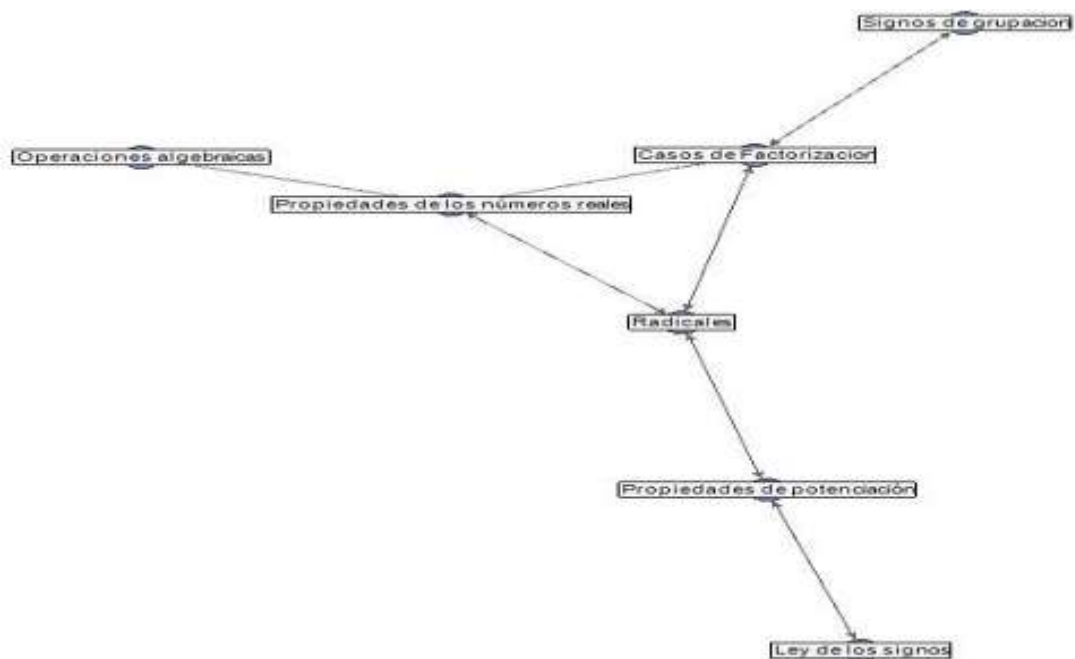 Signos de grupacion
Operaciones algebraicas
Casos de Factorizacion
Propiedades de los números reales
Radicales
Propiedades de potenciación
Ley de los signos